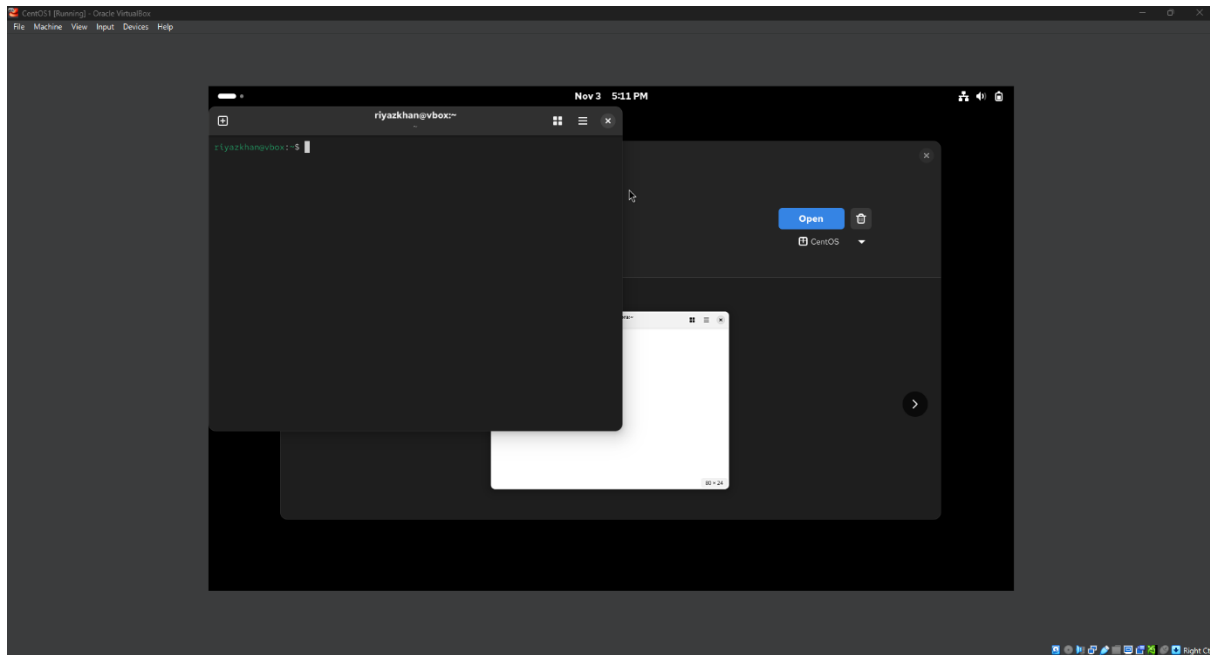 CentOS1 [Running] - Oracle VirtualBox
File Machine View Input Devices Help
Nov 3 5:11 PM
riyazkhan@vbox:~
~
riyazkhan@vbox:~$
Open
CentOS
80 × 24
Right Ct